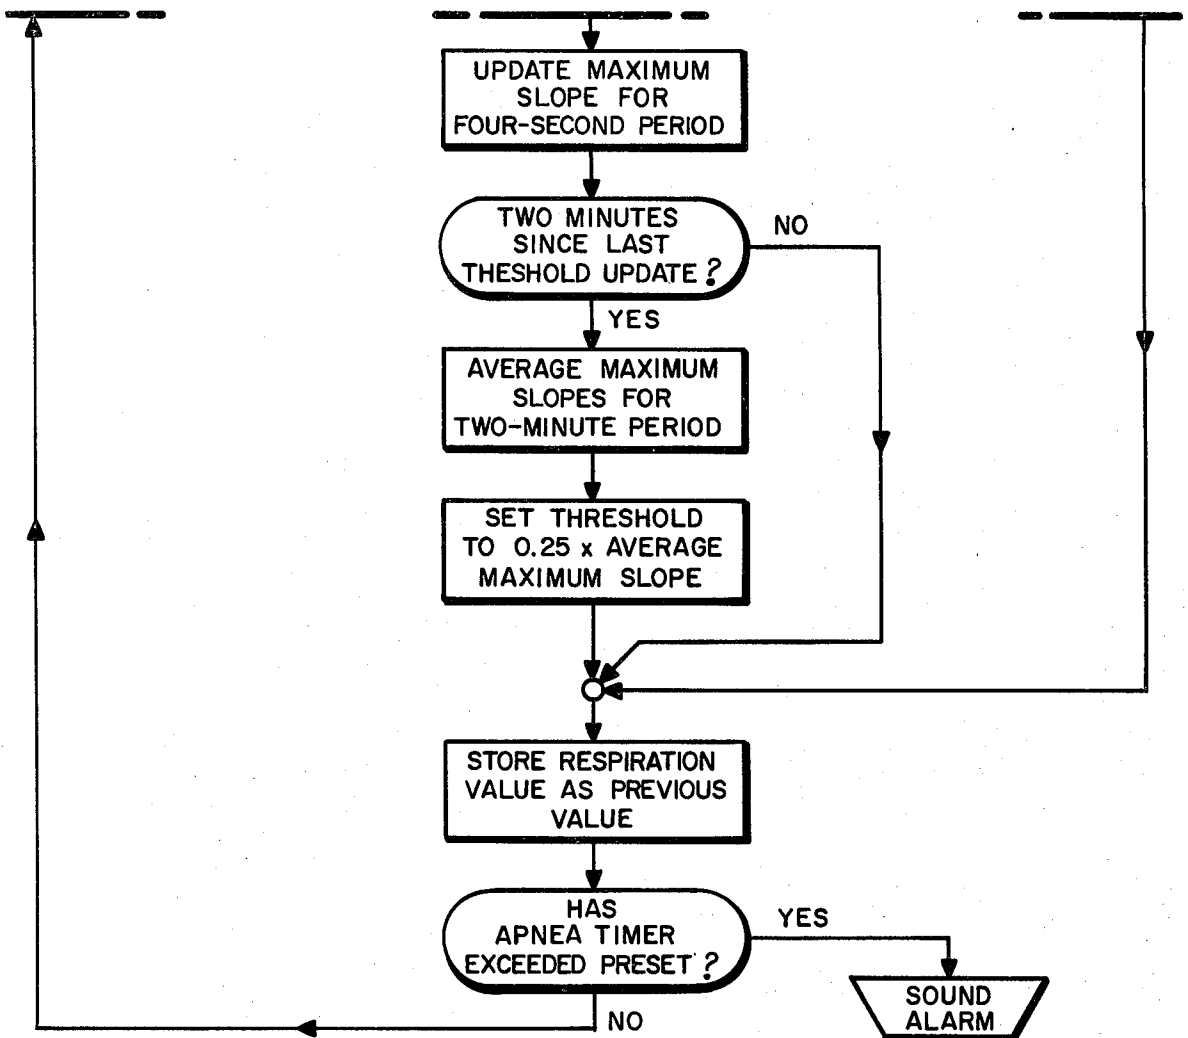 UPDATE MAXIMUM
SLOPE FOR
FOUR-SECOND PERIOD
TWO MINUTES
SINCE LAST
THESHOLD UPDATE?
NO
YES
AVERAGE MAXIMUM
SLOPES FOR
TWO-MINUTE PERIOD
SET THRESHOLD
TO 0.25 x AVERAGE
MAXIMUM SLOPE
STORE RESPIRATION
VALUE AS PREVIOUS
VALUE
HAS
APNEA TIMER
EXCEEDED PRESET?
YES
NO
SOUND
ALARM